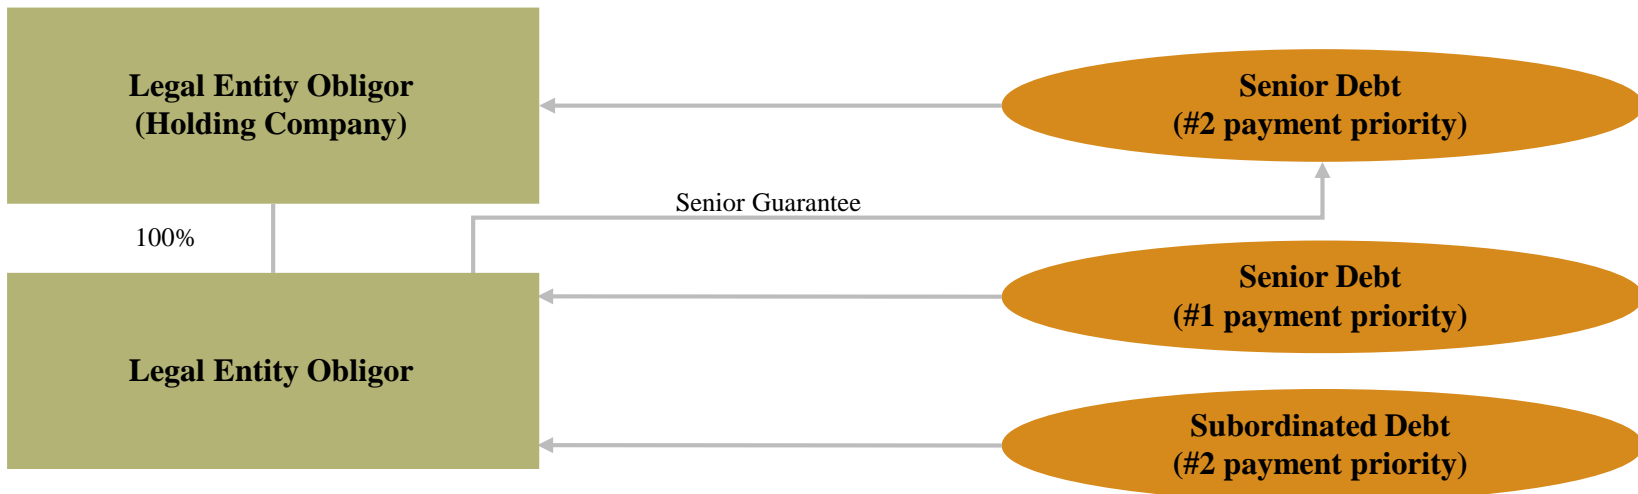 Legal Entity Obligor
(Holding Company)
Senior Debt
(#2 payment priority)
Senior Guarantee
100%
Senior Debt
(#1 payment priority)
Legal Entity Obligor
Subordinated Debt
(#2 payment priority)